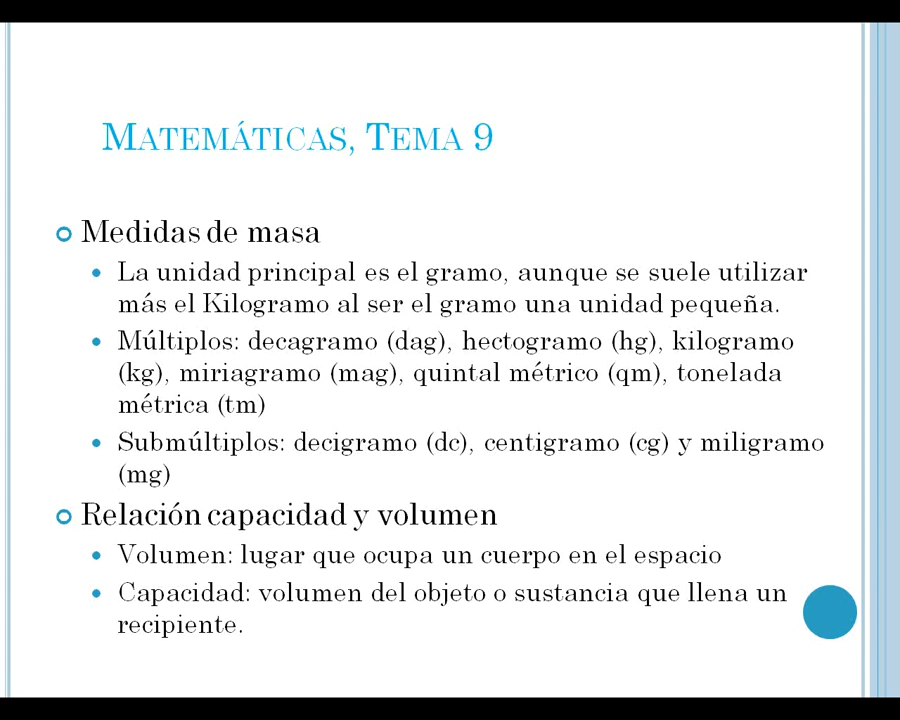 MATEMÁTICAS, TEMA 9
Medidas de masa
La unidad principal es el gramo, aunque se suele utilizar
más el Kilogramo al ser el gramo una unidad pequeña.
Múltiplos: decagramo (dag), hectogramo (hg), kilogramo
(kg), miriagramo (mag), quintal métrico (qm), tonelada
métrica (tm)
Submúltiplos: decigramo (dc), centigramo (cg) y miligramo
(mg)
Relación capacidad y volumen
Volumen: lugar que ocupa un cuerpo en el espacio
Capacidad: volumen del objeto o sustancia que llena un
recipiente.